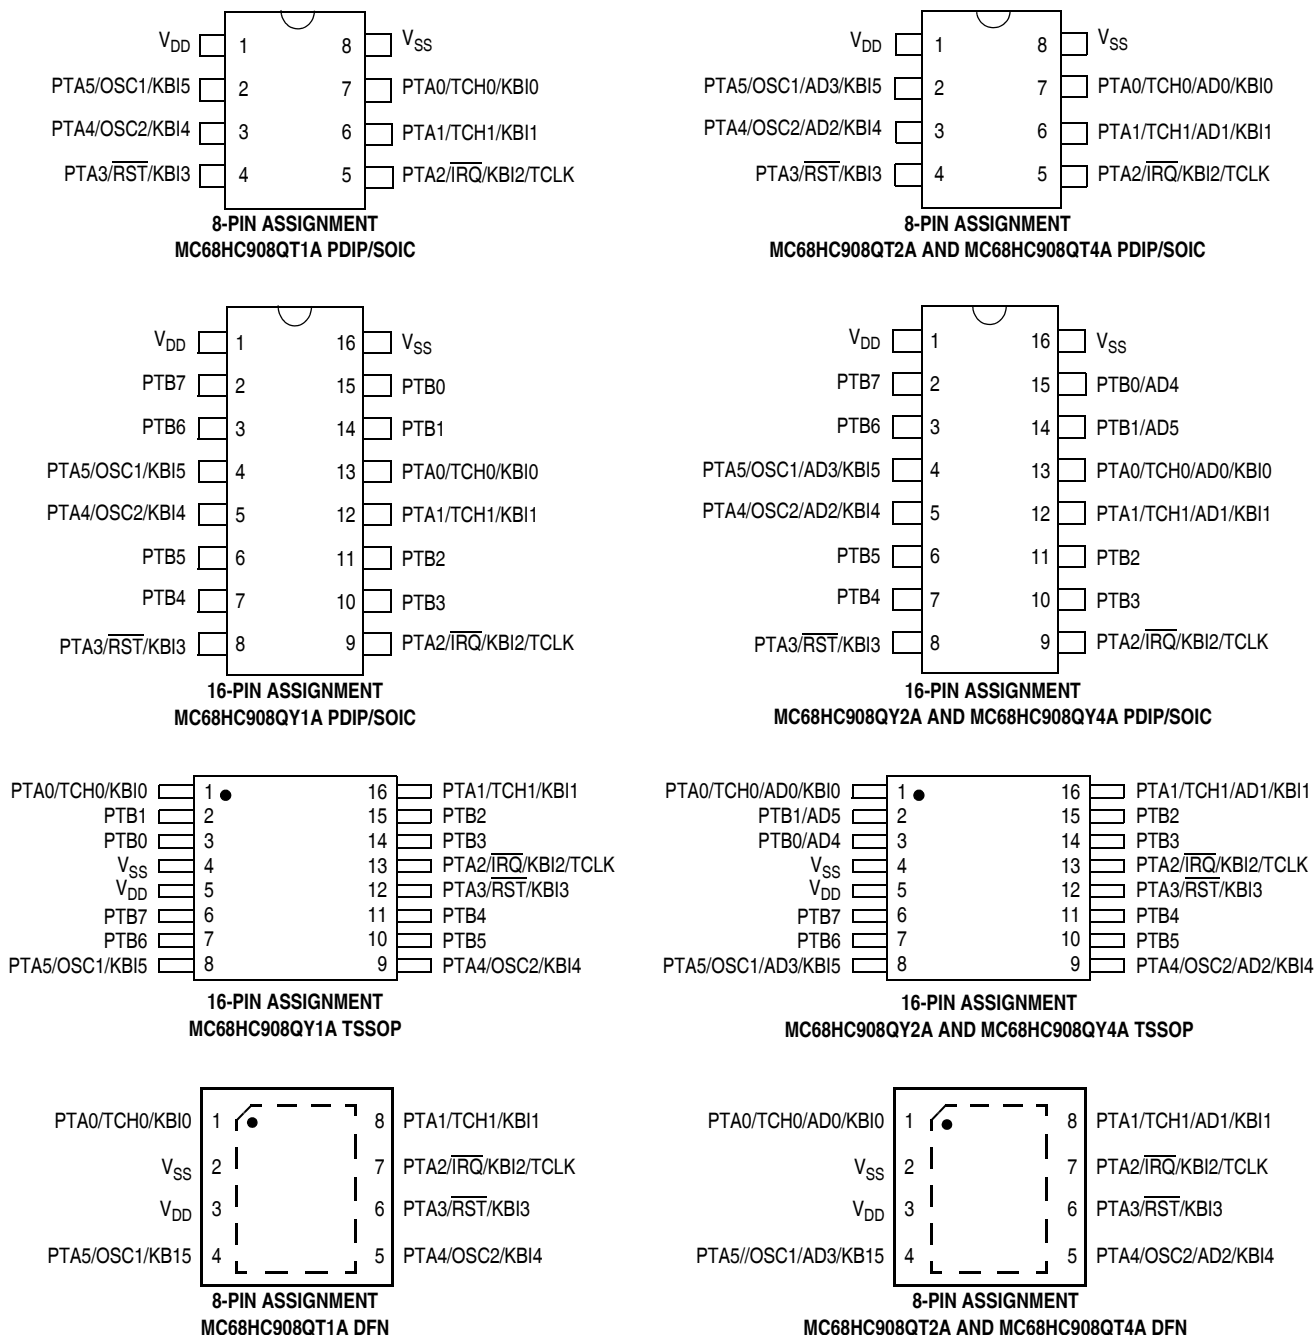 VDD 1 8 VSS
PTA5/OSC1/KBI5 2 7 PTA0/TCH0/KBI0
PTA4/OSC2/KBI4 3 6 PTA1/TCH1/KBI1
PTA3/R̅S̅T̅/KBI3 4 5 PTA2/I̅R̅Q̅/KBI2/TCLK
8-PIN ASSIGNMENT
MC68HC908QT1A PDIP/SOIC
VDD 1 8 VSS
PTA5/OSC1/AD3/KBI5 2 7 PTA0/TCH0/AD0/KBI0
PTA4/OSC2/AD2/KBI4 3 6 PTA1/TCH1/AD1/KBI1
PTA3/R̅S̅T̅/KBI3 4 5 PTA2/I̅R̅Q̅/KBI2/TCLK
8-PIN ASSIGNMENT
MC68HC908QT2A AND MC68HC908QT4A PDIP/SOIC
VDD 1 16 VSS
PTB7 2 15 PTB0
PTB6 3 14 PTB1
PTA5/OSC1/KBI5 4 13 PTA0/TCH0/KBI0
PTA4/OSC2/KBI4 5 12 PTA1/TCH1/KBI1
PTB5 6 11 PTB2
PTB4 7 10 PTB3
PTA3/R̅S̅T̅/KBI3 8 9 PTA2/I̅R̅Q̅/KBI2/TCLK
16-PIN ASSIGNMENT
MC68HC908QY1A PDIP/SOIC
VDD 1 16 VSS
PTB7 2 15 PTB0/AD4
PTB6 3 14 PTB1/AD5
PTA5/OSC1/AD3/KBI5 4 13 PTA0/TCH0/AD0/KBI0
PTA4/OSC2/AD2/KBI4 5 12 PTA1/TCH1/AD1/KBI1
PTB5 6 11 PTB2
PTB4 7 10 PTB3
PTA3/R̅S̅T̅/KBI3 8 9 PTA2/I̅R̅Q̅/KBI2/TCLK
16-PIN ASSIGNMENT
MC68HC908QY2A AND MC68HC908QY4A PDIP/SOIC
PTA0/TCH0/KBI0 1 16 PTA1/TCH1/KBI1
PTB1 2 15 PTB2
PTB0 3 14 PTB3
VSS 4 13 PTA2/I̅R̅Q̅/KBI2/TCLK
VDD 5 12 PTA3/R̅S̅T̅/KBI3
PTB7 6 11 PTB4
PTB6 7 10 PTB5
PTA5/OSC1/KBI5 8 9 PTA4/OSC2/KBI4
16-PIN ASSIGNMENT
MC68HC908QY1A TSSOP
PTA0/TCH0/AD0/KBI0 1 16 PTA1/TCH1/AD1/KBI1
PTB1/AD5 2 15 PTB2
PTB0/AD4 3 14 PTB3
VSS 4 13 PTA2/I̅R̅Q̅/KBI2/TCLK
VDD 5 12 PTA3/R̅S̅T̅/KBI3
PTB7 6 11 PTB4
PTB6 7 10 PTB5
PTA5/OSC1/AD3/KBI5 8 9 PTA4/OSC2/AD2/KBI4
16-PIN ASSIGNMENT
MC68HC908QY2A AND MC68HC908QY4A TSSOP
PTA0/TCH0/KBI0 1 8 PTA1/TCH1/KBI1
VSS 2 7 PTA2/I̅R̅Q̅/KBI2/TCLK
VDD 3 6 PTA3/R̅S̅T̅/KBI3
PTA5/OSC1/KB15 4 5 PTA4/OSC2/KBI4
8-PIN ASSIGNMENT
MC68HC908QT1A DFN
PTA0/TCH0/AD0/KBI0 1 8 PTA1/TCH1/AD1/KBI1
VSS 2 7 PTA2/I̅R̅Q̅/KBI2/TCLK
VDD 3 6 PTA3/R̅S̅T̅/KBI3
PTA5//OSC1/AD3/KB15 4 5 PTA4/OSC2/AD2/KBI4
8-PIN ASSIGNMENT
MC68HC908QT2A AND MC68HC908QT4A DFN